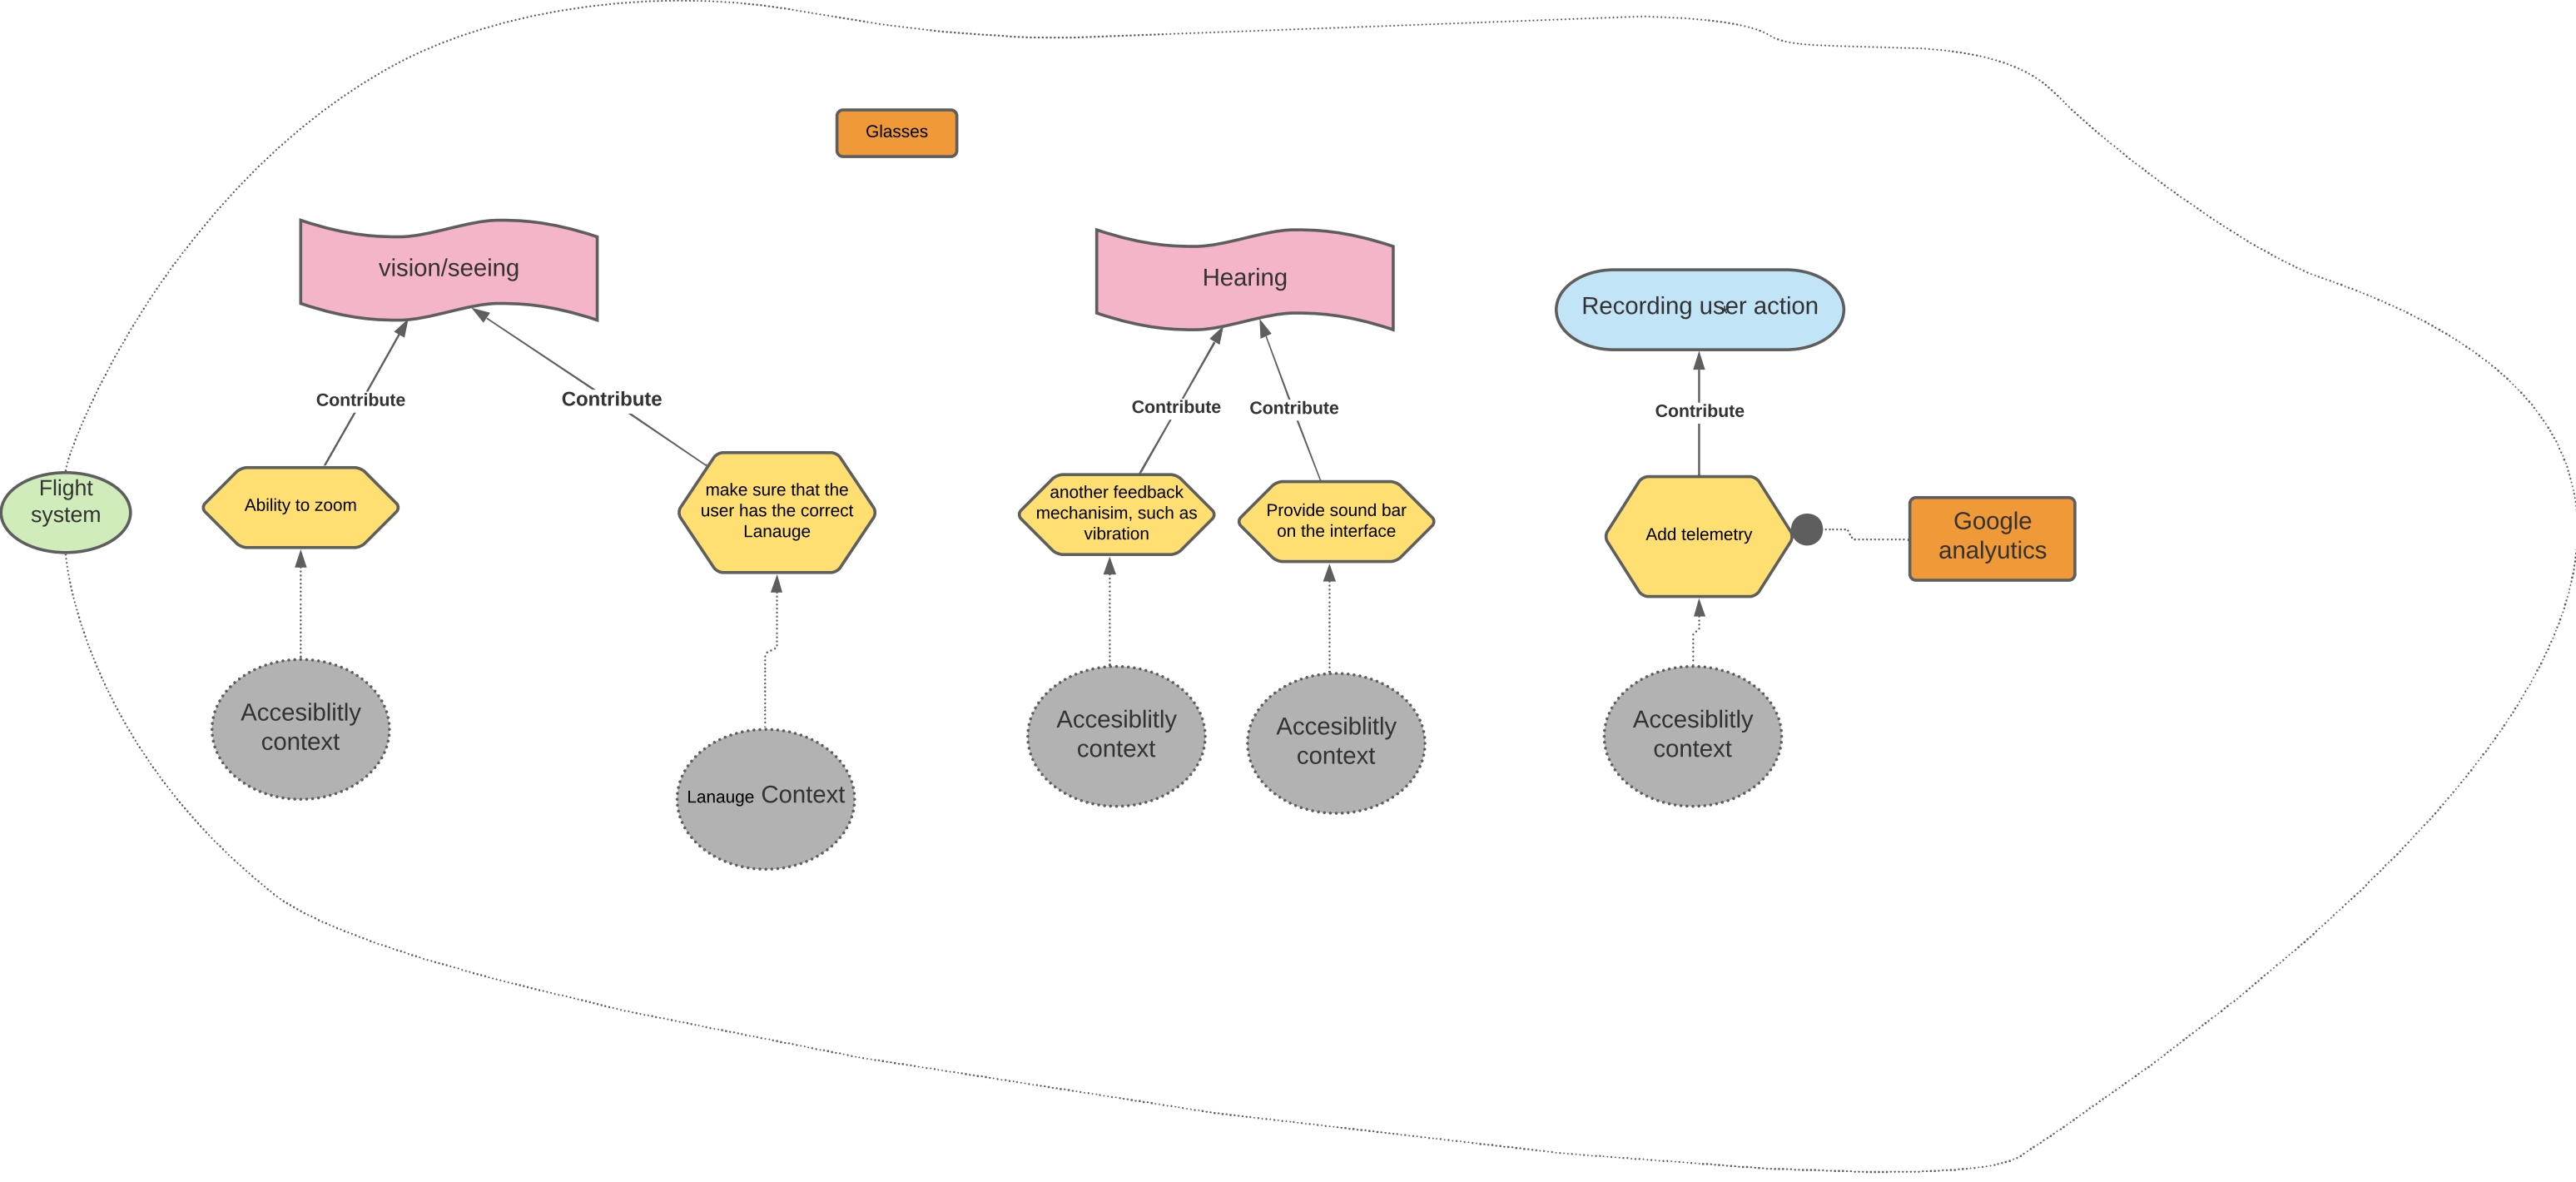 Glasses
vision/seeing
Hearing
Recording user action
Contribute
Contribute
Contribute
Contribute
Contribute
Flight
system
Ability to zoom
make sure that the
user has the correct
Lanauge
another feedback
mechanisim, such as
vibration
Provide sound bar
on the interface
Add telemetry
Google
analyutics
Accesiblitly
context
Lanauge Context
Accesiblitly
context
Accesiblitly
context
Accesiblitly
context